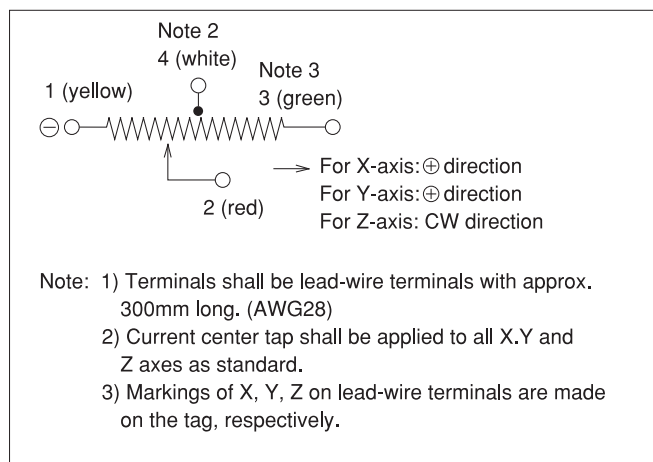 Note 2
4 (white)
Note 3
1 (yellow)
3 (green)
⊖
2 (red)
For X-axis: ⊕ direction
For Y-axis: ⊕ direction
For Z-axis: CW direction
Note: 1) Terminals shall be lead-wire terminals with approx.
300mm long. (AWG28)
2) Current center tap shall be applied to all X.Y and
Z axes as standard.
3) Markings of X, Y, Z on lead-wire terminals are made
on the tag, respectively.